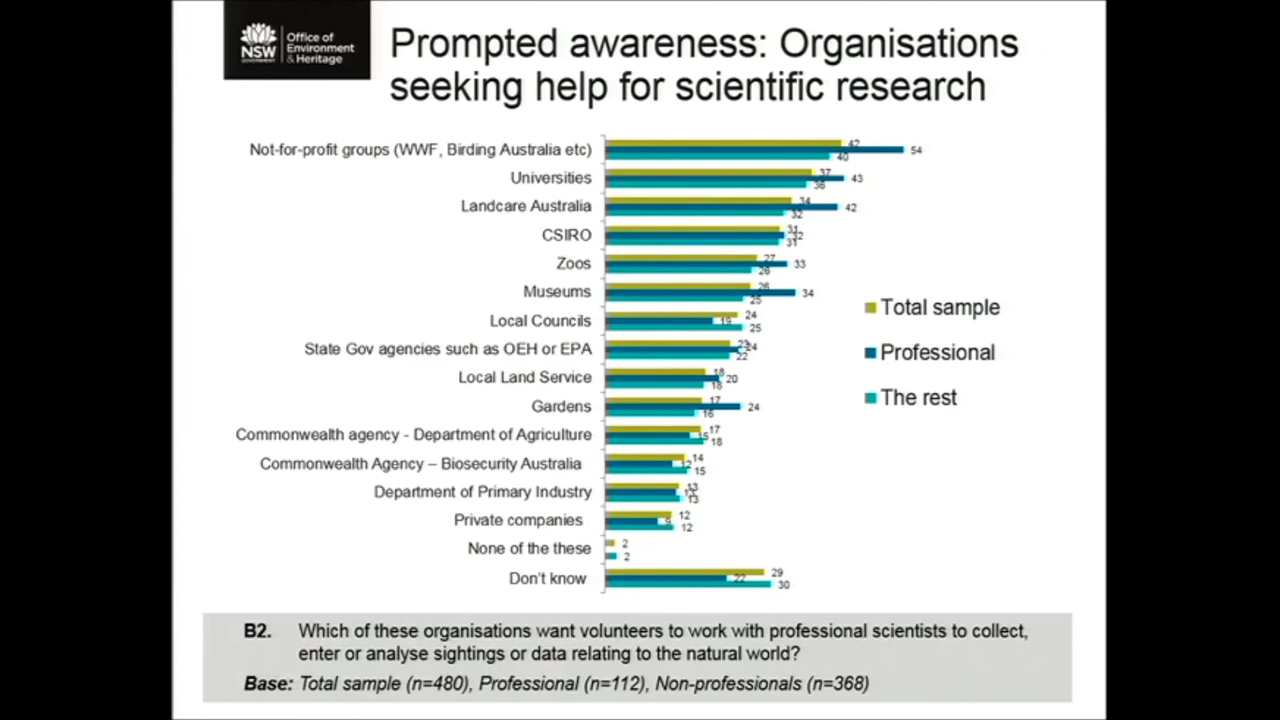 NSW
GOVERNMENT
Office of
Environment
& Heritage
Prompted awareness: Organisations
seeking help for scientific research
Not-for-profit groups (WWF, Birding Australia etc)
42
54
40
Universities
37
43
36
Landcare Australia
34
42
32
CSIRO
31
32
31
Zoos
27
33
26
Museums
26
34
25
Local Councils
24
19
25
State Gov agencies such as OEH or EPA
23
24
22
Local Land Service
18
20
18
Gardens
17
24
16
Commonwealth agency - Department of Agriculture
17
15
18
Commonwealth Agency – Biosecurity Australia
14
12
15
Department of Primary Industry
13
13
13
Private companies
12
9
12
None of the these
2
2
Don't know
29
22
30
Total sample
Professional
The rest
B2. Which of these organisations want volunteers to work with professional scientists to collect,
enter or analyse sightings or data relating to the natural world?
Base: Total sample (n=480), Professional (n=112), Non-professionals (n=368)